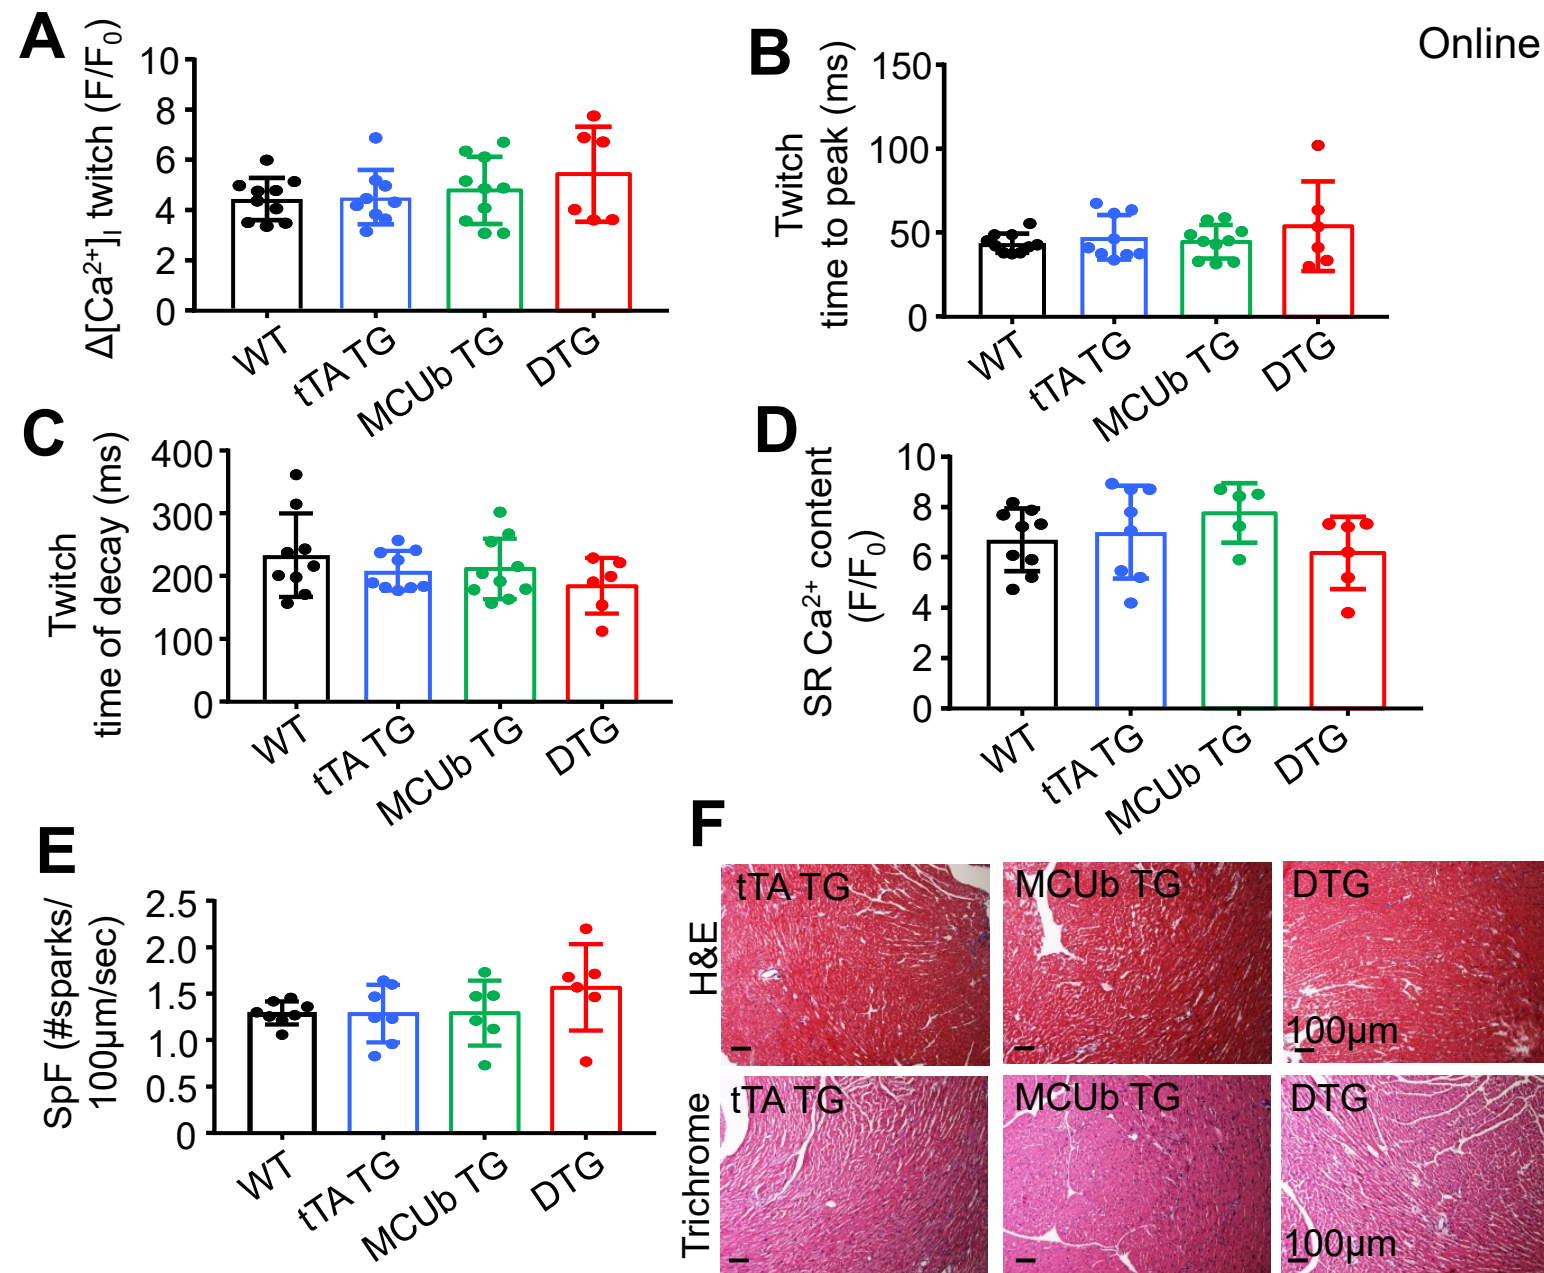 Online
A
Δ[Ca2+]i twitch (F/F0)
10
8
6
4
2
0
WT
tTA TG
MCUb TG
DTG
B
Twitch
time to peak (ms)
150
100
50
0
WT
tTA TG
MCUb TG
DTG
C
Twitch
time of decay (ms)
400
300
200
100
0
WT
tTA TG
MCUb TG
DTG
D
SR Ca2+ content
(F/F0)
10
8
6
4
2
0
WT
tTA TG
MCUb TG
DTG
E
SpF (#sparks/
100µm/sec)
2.5
2.0
1.5
1.0
0.5
0
WT
tTA TG
MCUb TG
DTG
F
H&E
tTA TG
MCUb TG
DTG
100µm
Trichrome
tTA TG
MCUb TG
DTG
100µm